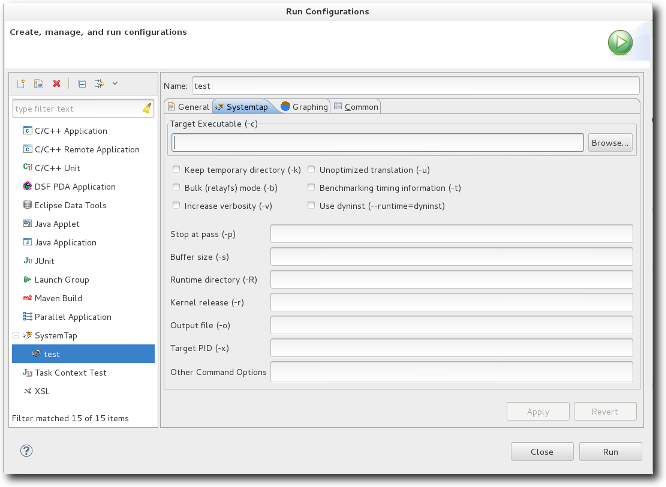 Run Configurations
Create, manage, and run configurations
type filter text
C/C++ Application
C/C++ Remote Application
C/C++ Unit
DSF PDA Application
Eclipse Data Tools
Java Applet
Java Application
JUnit
Launch Group
Maven Build
Parallel Application
SystemTap
test
Task Context Test
XSL
Filter matched 15 of 15 items
Name: test
General Systemtap Graphing Common
Target Executable (-c)
Browse...
Keep temporary directory (-k) Unoptimized translation (-u)
Bulk (relayfs) mode (-b) Benchmarking timing information (-t)
Increase verbosity (-v) Use dyninst (--runtime=dyninst)
Stop at pass (-p)
Buffer size (-s)
Runtime directory (-R)
Kernel release (-r)
Output file (-o)
Target PID (-x)
Other Command Options
Apply Revert
Close Run